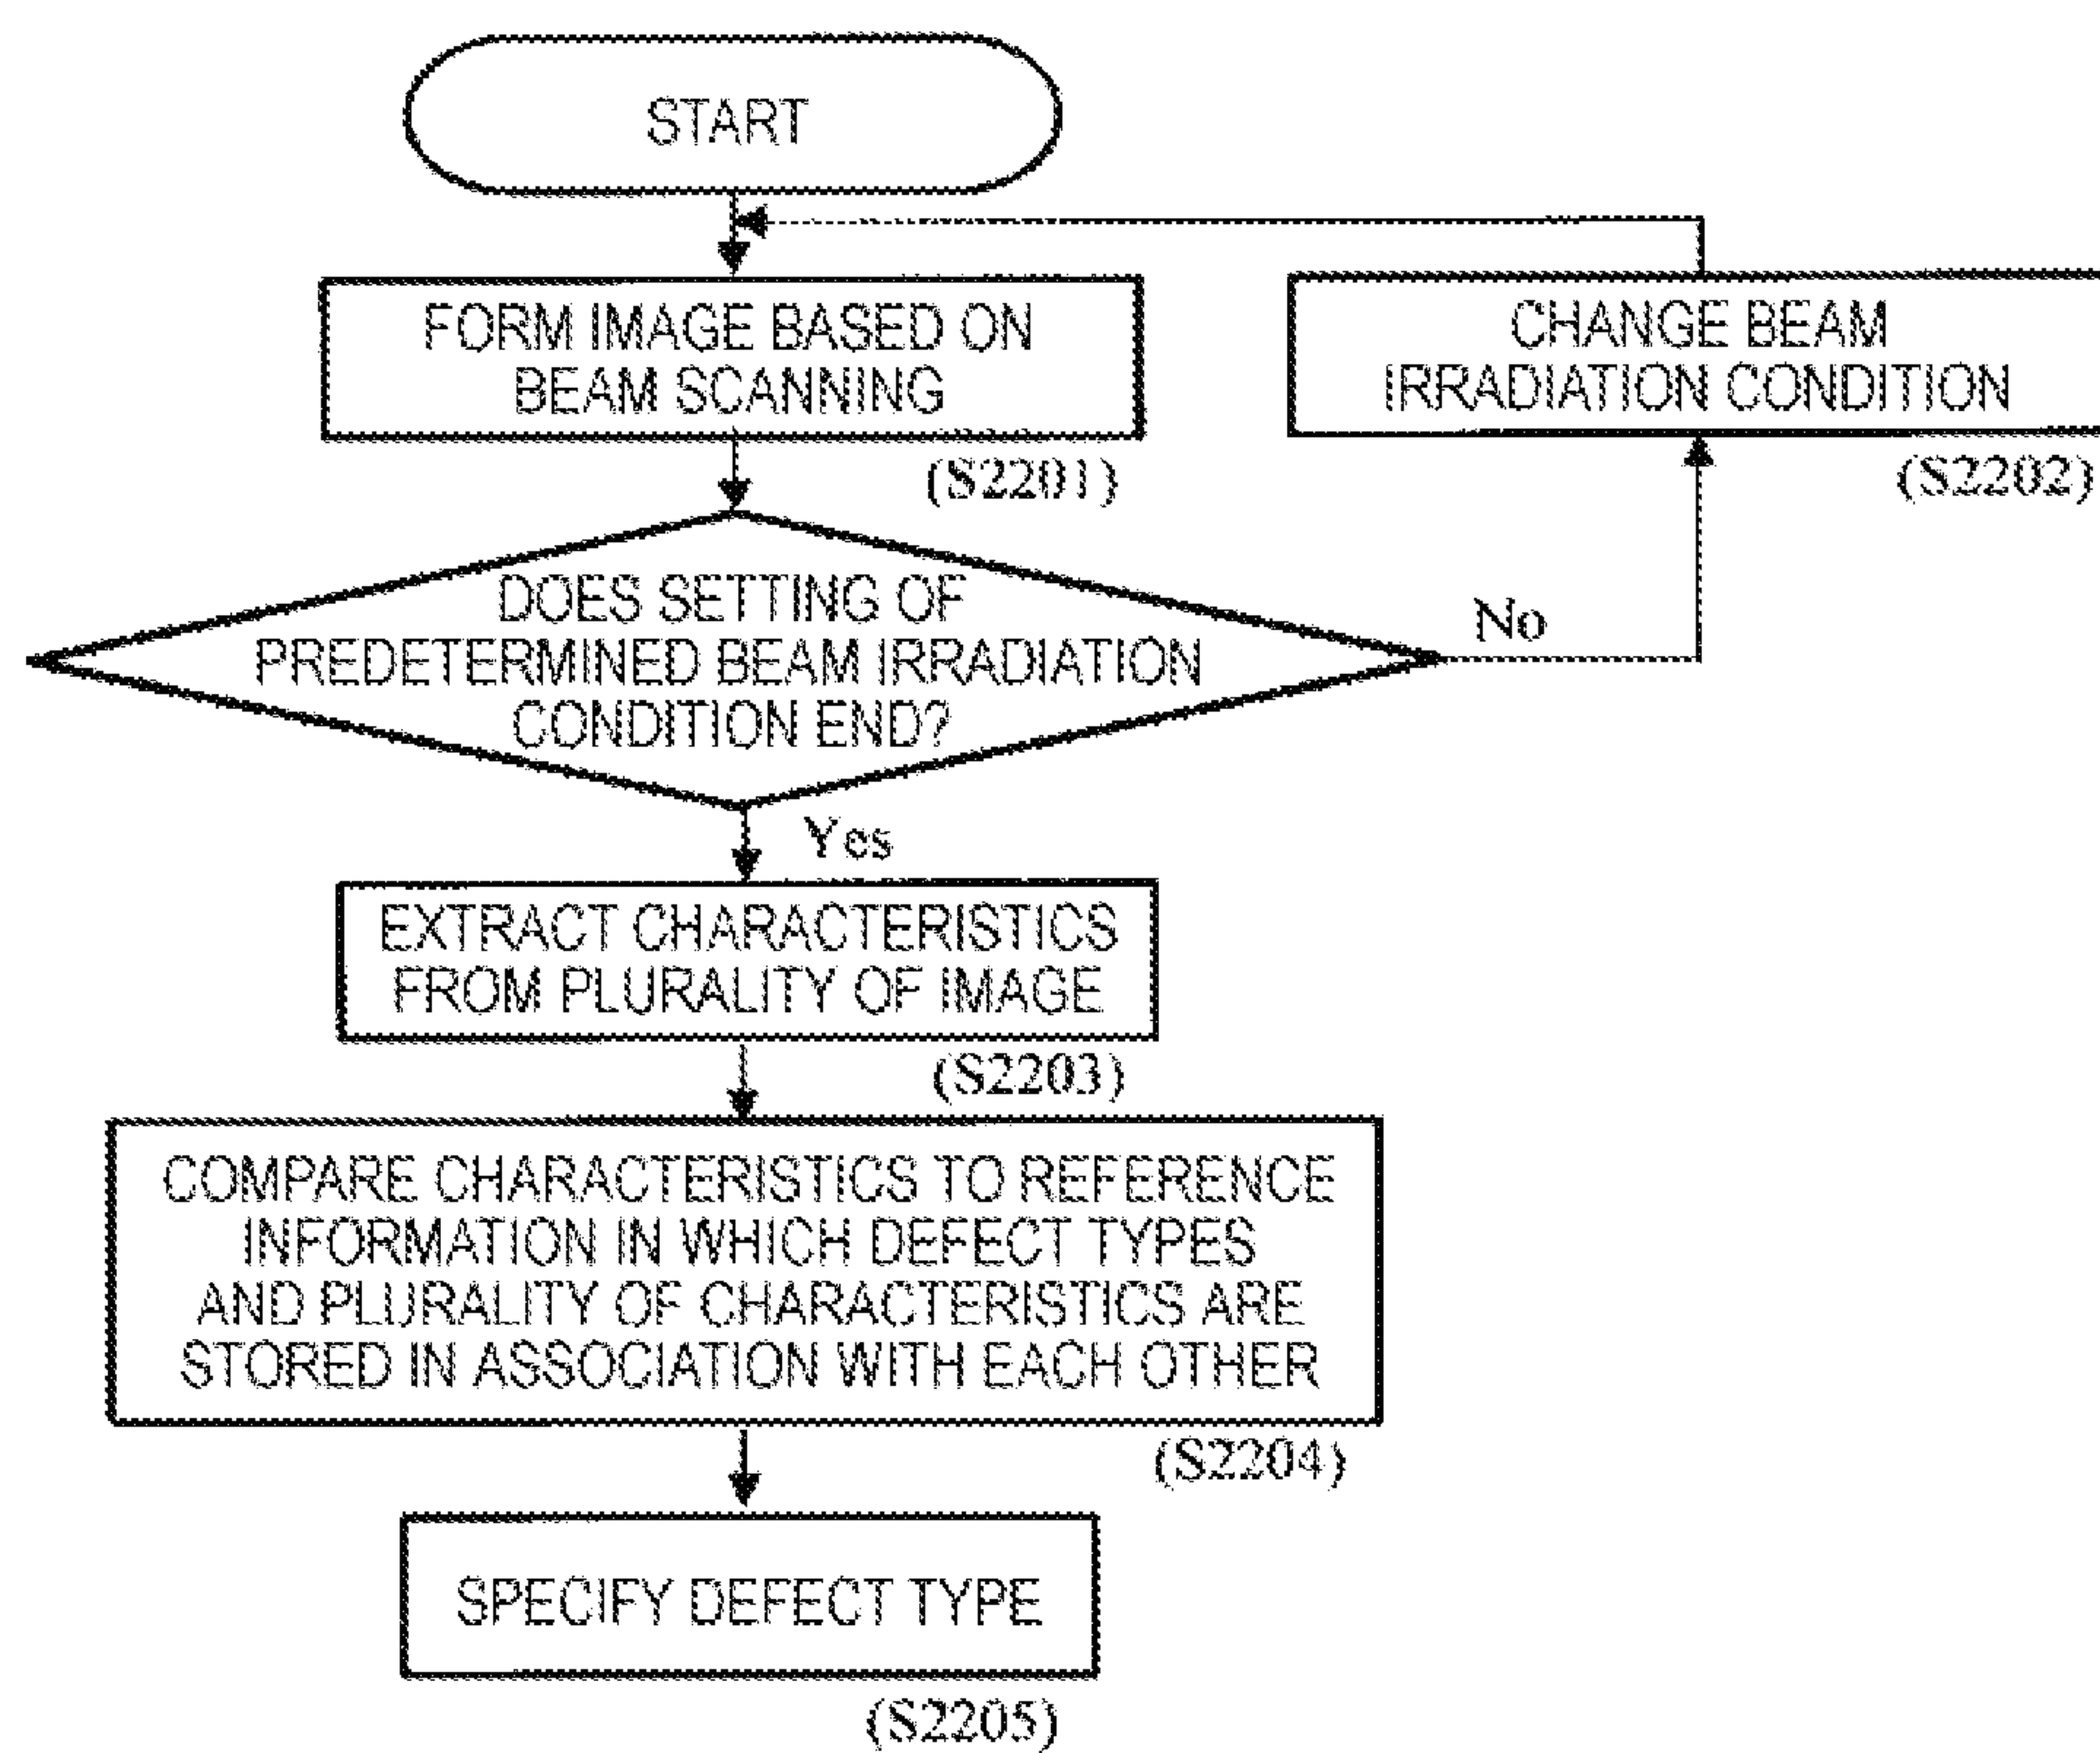 START
FORM IMAGE BASED ON
BEAM SCANNING
(S2201)
CHANGE BEAM
IRRADIATION CONDITION
(S2202)
DOES SETTING OF
PREDETERMINED BEAM IRRADIATION
CONDITION END?
No
Yes
EXTRACT CHARACTERISTICS
FROM PLURALITY OF IMAGE
(S2203)
COMPARE CHARACTERISTICS TO REFERENCE
INFORMATION IN WHICH DEFECT TYPES
AND PLURALITY OF CHARACTERISTICS ARE
STORED IN ASSOCIATION WITH EACH OTHER
(S2204)
SPECIFY DEFECT TYPE
(S2205)